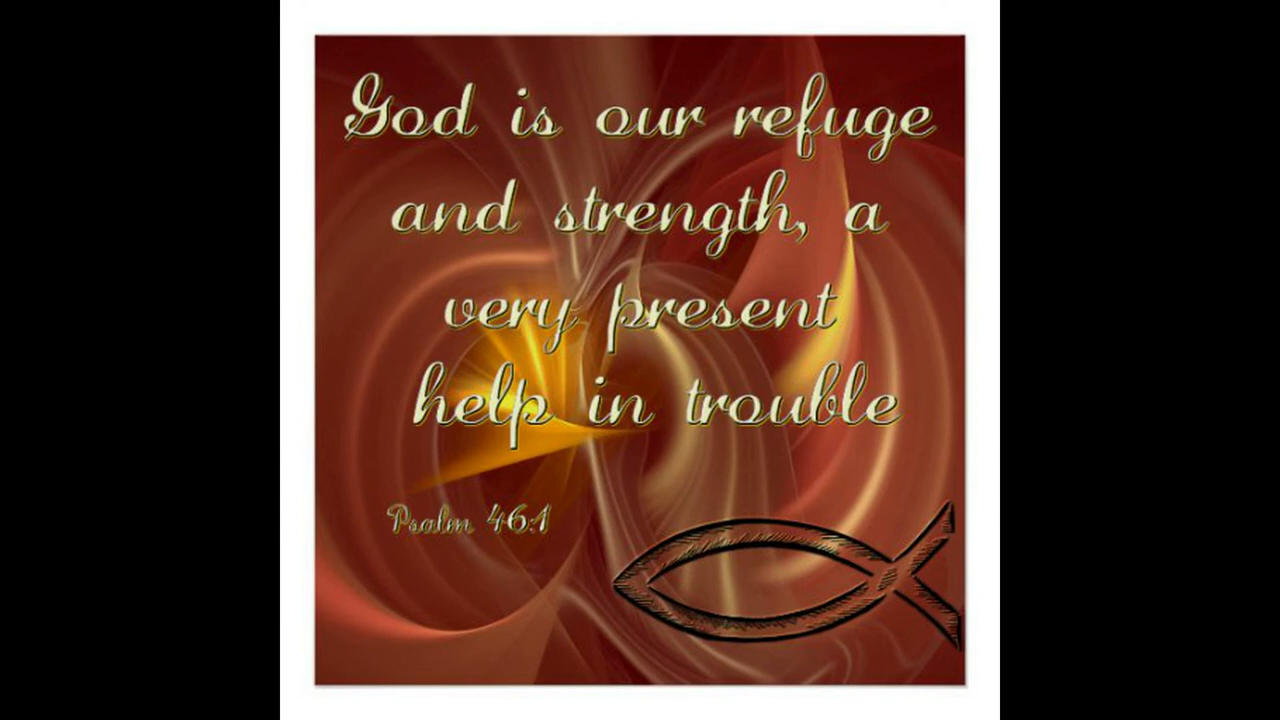 God is our refuge
and strength, a
very present
help in trouble
Psalm 46:1